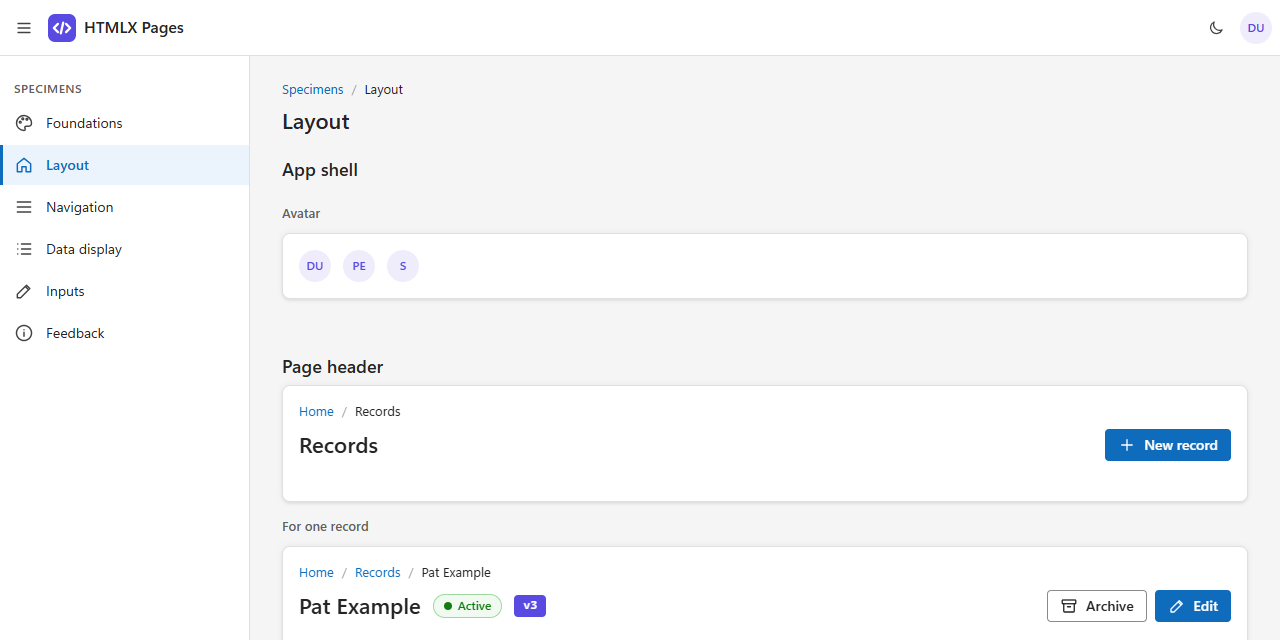 HTMLX Pages
DU
SPECIMENS
Foundations
Layout
Navigation
Data display
Inputs
Feedback
Specimens / Layout
Layout
App shell
Avatar
DU PE S
Page header
Home / Records
Records
New record
For one record
Home / Records / Pat Example
Pat Example Active v3
Archive Edit